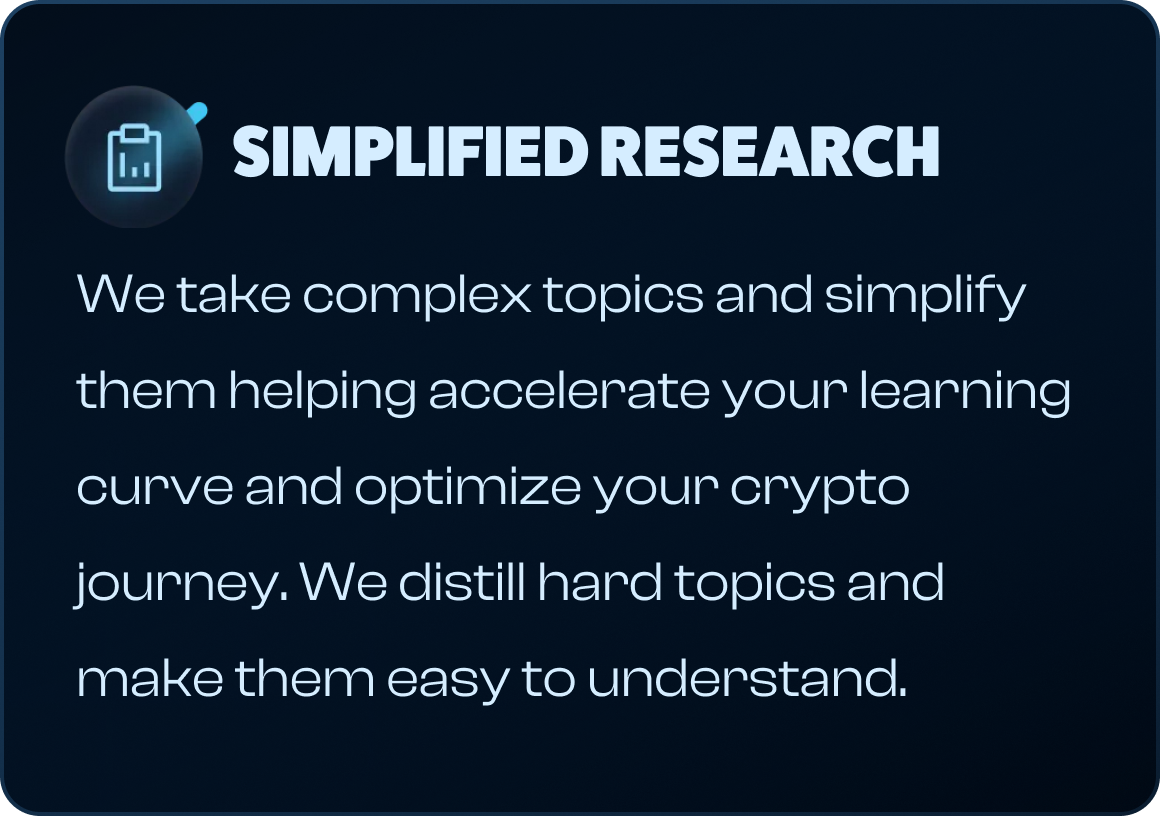 SIMPLIFIED RESEARCH
We take complex topics and simplify
them helping accelerate your learning
curve and optimize your crypto
journey. We distill hard topics and
make them easy to understand.